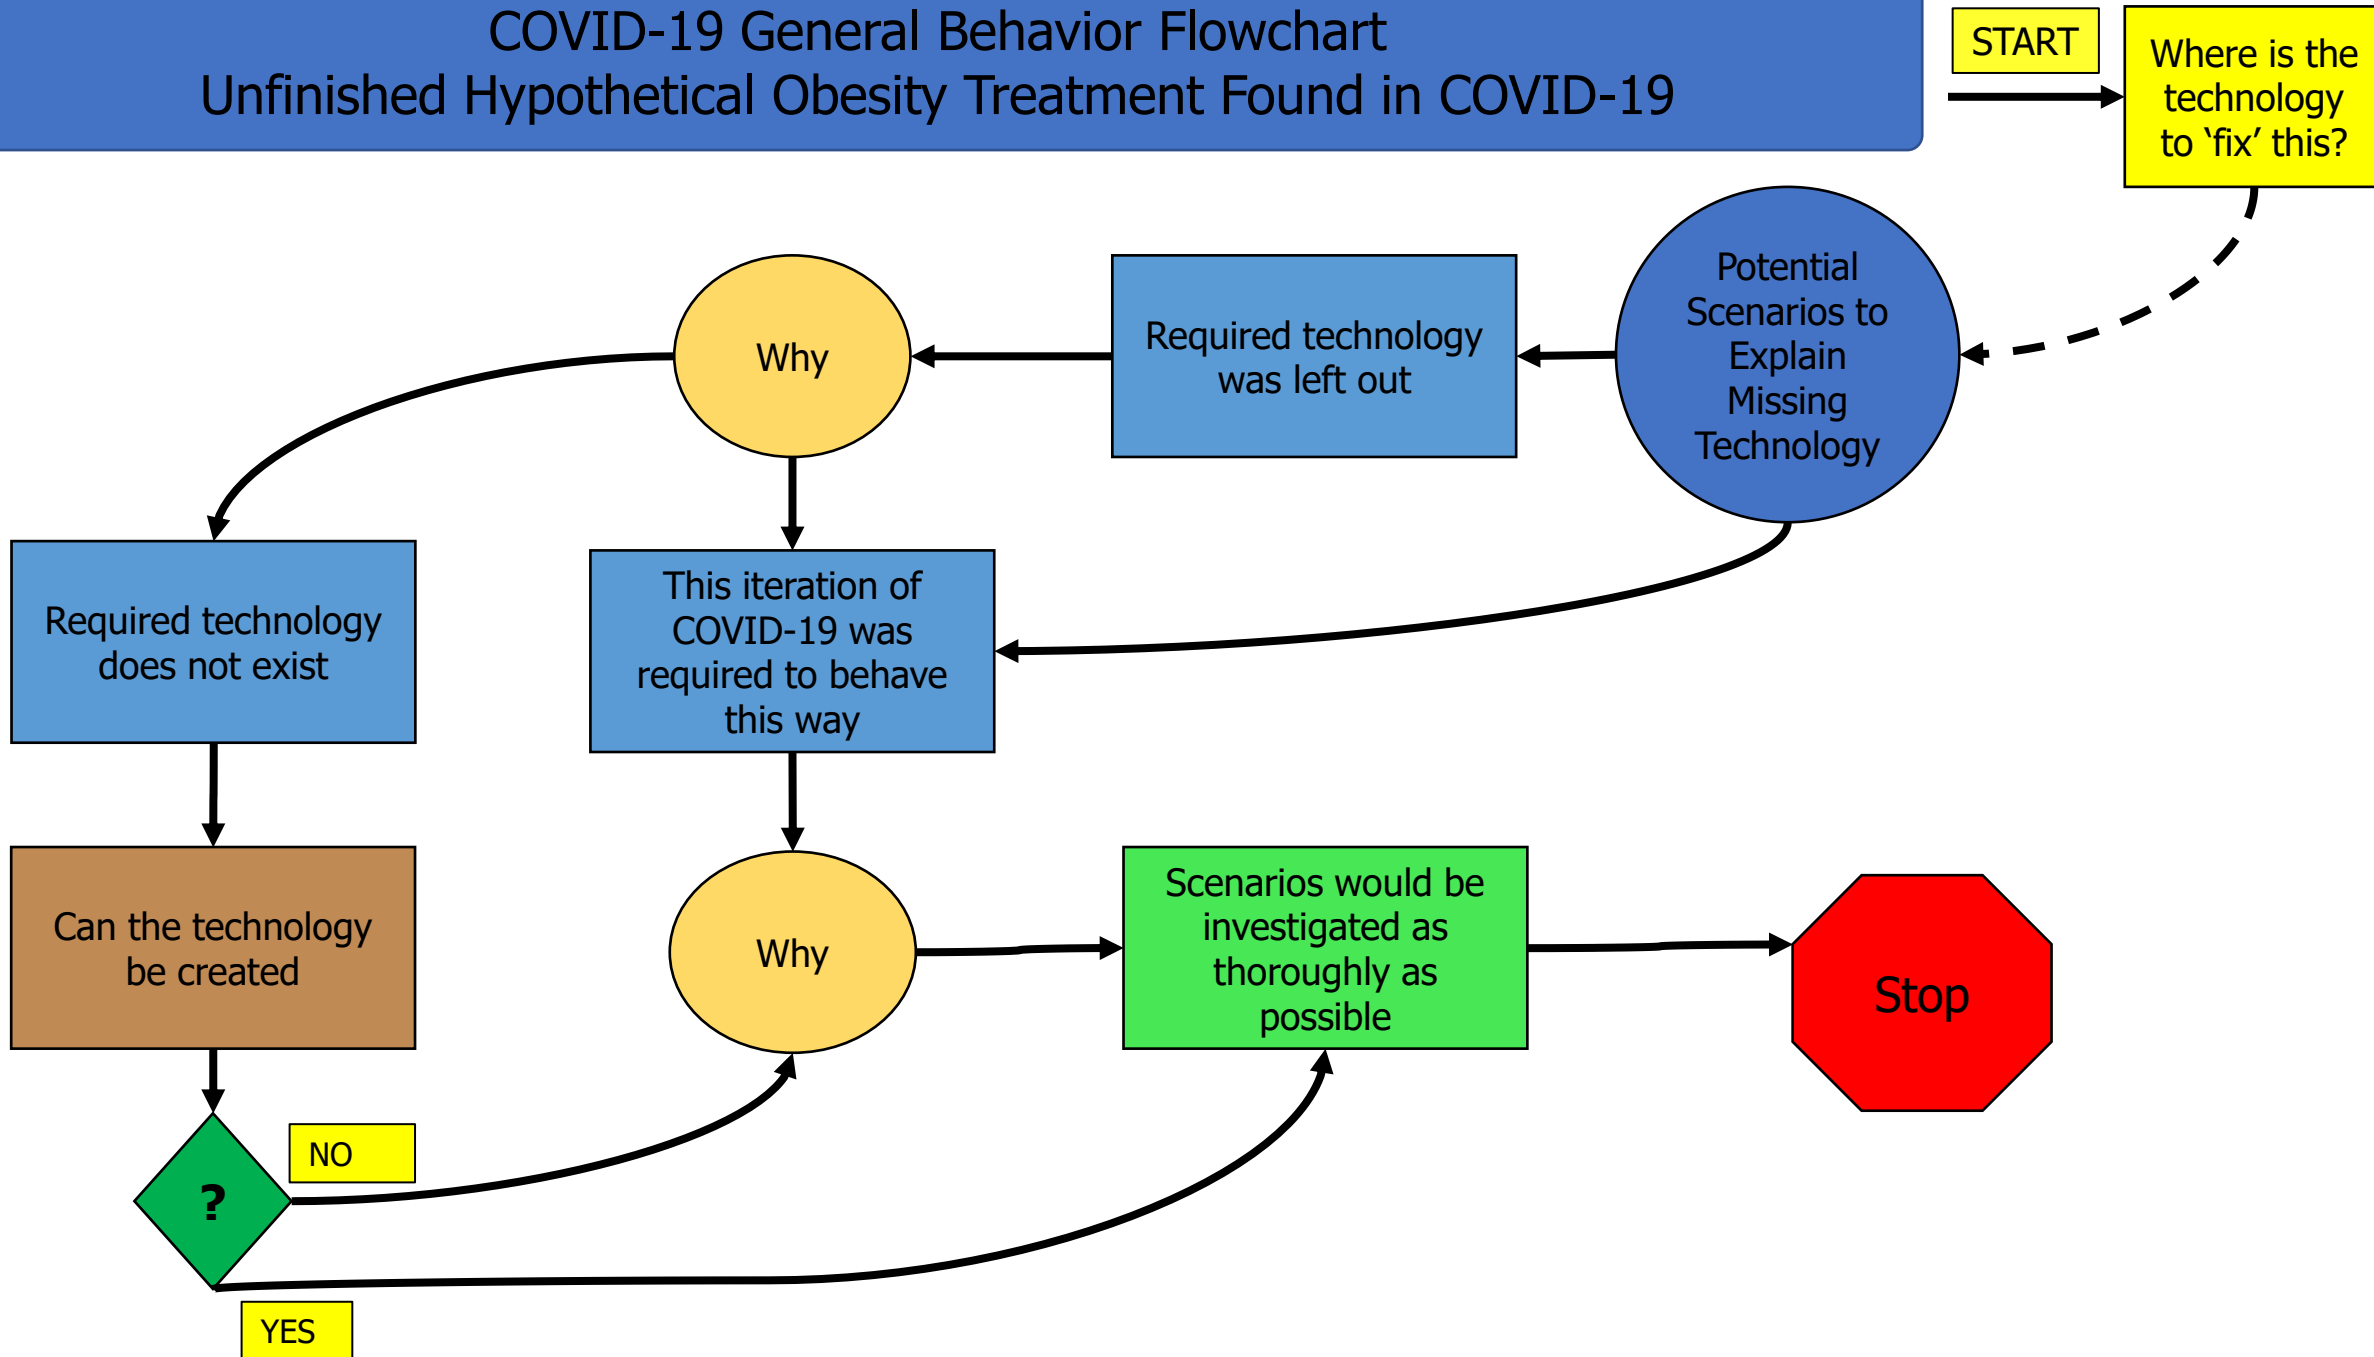 COVID-19 General Behavior Flowchart
Unfinished Hypothetical Obesity Treatment Found in COVID-19
START
Where is the
technology
to ‘fix’ this?
Potential
Scenarios to
Explain
Missing
Technology
Required technology
was left out
Why
Required technology
does not exist
This iteration of
COVID-19 was
required to behave
this way
Can the technology
be created
Why
Scenarios would be
investigated as
thoroughly as
possible
Stop
NO
?
YES